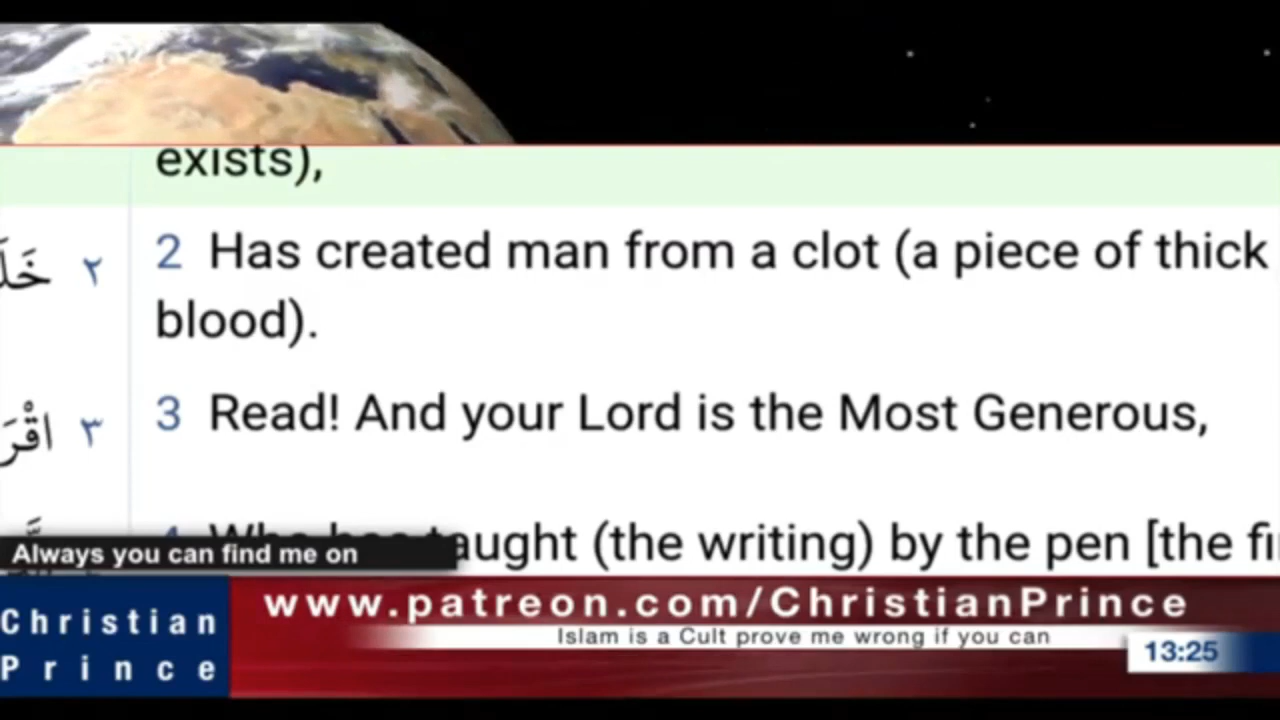 exists),
٢ 2 Has created man from a clot (a piece of thick
blood).
٣ 3 Read! And your Lord is the Most Generous,
taught (the writing) by the pen [the
Always you can find me on
Christian
Prince
www.patreon.com/ChristianPrince
Islam is a Cult prove me wrong if you can
13:25